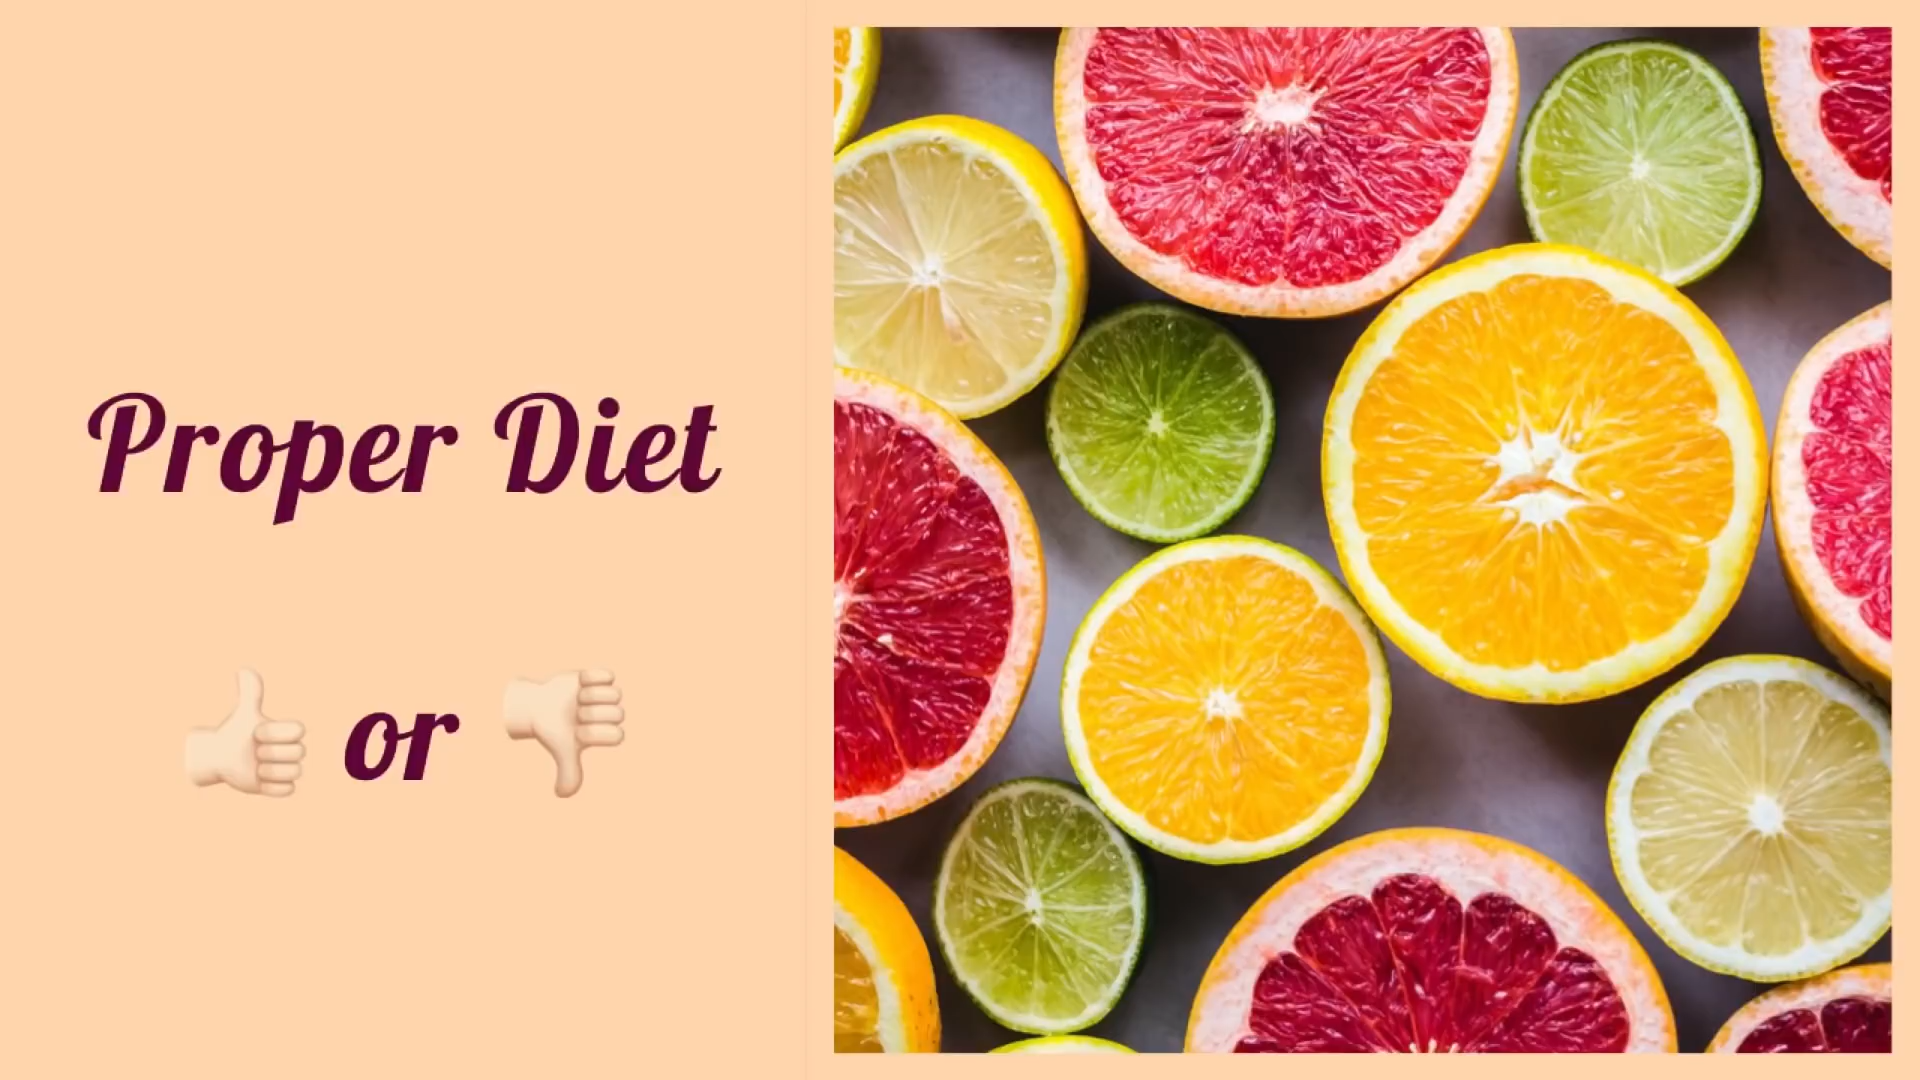 Proper Diet
👍🏻 or 👎🏻